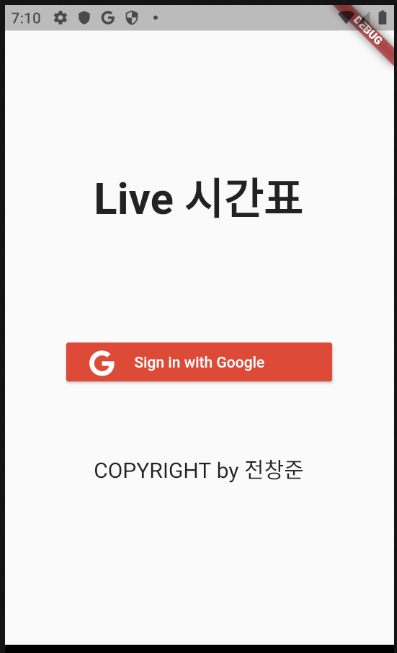 7:10
DEBUG
Live 시간표
G Sign in with Google
COPYRIGHT by 전창준